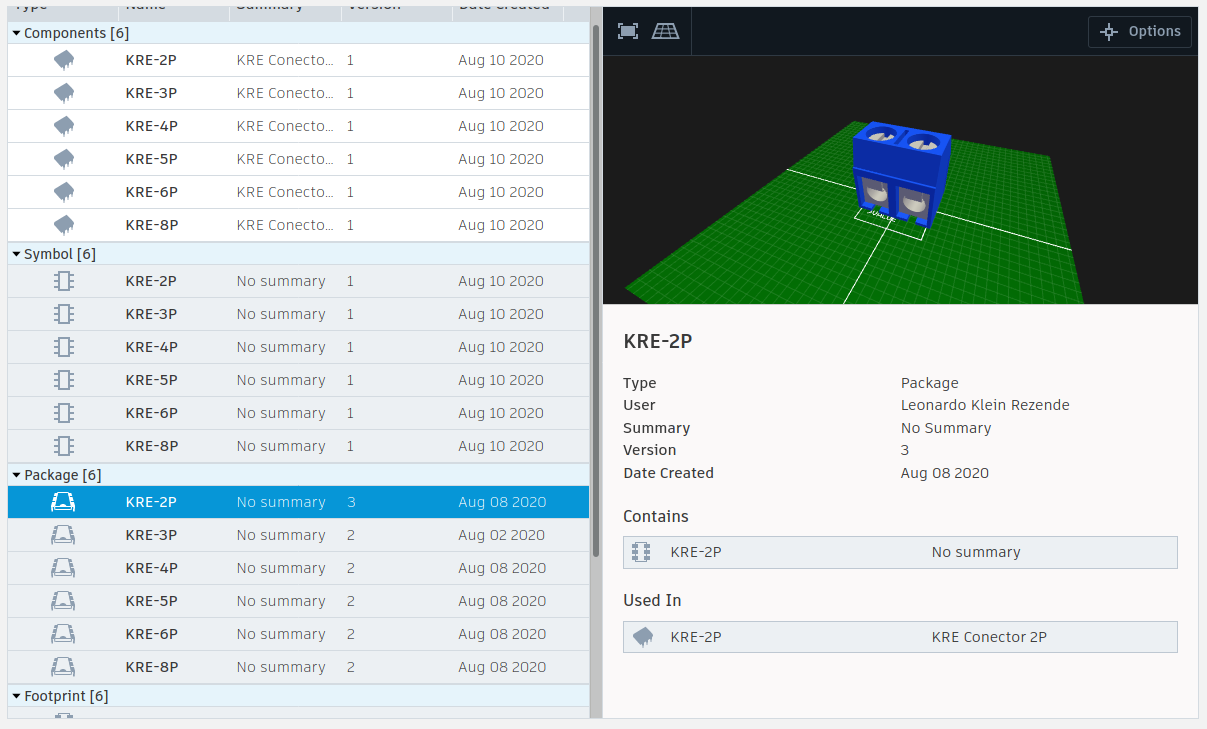 Type Name Summary Version Date Created
Components [6]
KRE-2P KRE Conecto... 1 Aug 10 2020
KRE-3P KRE Conecto... 1 Aug 10 2020
KRE-4P KRE Conecto... 1 Aug 10 2020
KRE-5P KRE Conecto... 1 Aug 10 2020
KRE-6P KRE Conecto... 1 Aug 10 2020
KRE-8P KRE Conecto... 1 Aug 10 2020
Symbol [6]
KRE-2P No summary 1 Aug 10 2020
KRE-3P No summary 1 Aug 10 2020
KRE-4P No summary 1 Aug 10 2020
KRE-5P No summary 1 Aug 10 2020
KRE-6P No summary 1 Aug 10 2020
KRE-8P No summary 1 Aug 10 2020
Package [6]
KRE-2P No summary 3 Aug 08 2020
KRE-3P No summary 2 Aug 02 2020
KRE-4P No summary 2 Aug 08 2020
KRE-5P No summary 2 Aug 08 2020
KRE-6P No summary 2 Aug 08 2020
KRE-8P No summary 2 Aug 08 2020
Footprint [6]
Options
KRE-2P
Type Package
User Leonardo Klein Rezende
Summary No Summary
Version 3
Date Created Aug 08 2020
Contains
KRE-2P No summary
Used In
KRE-2P KRE Conector 2P